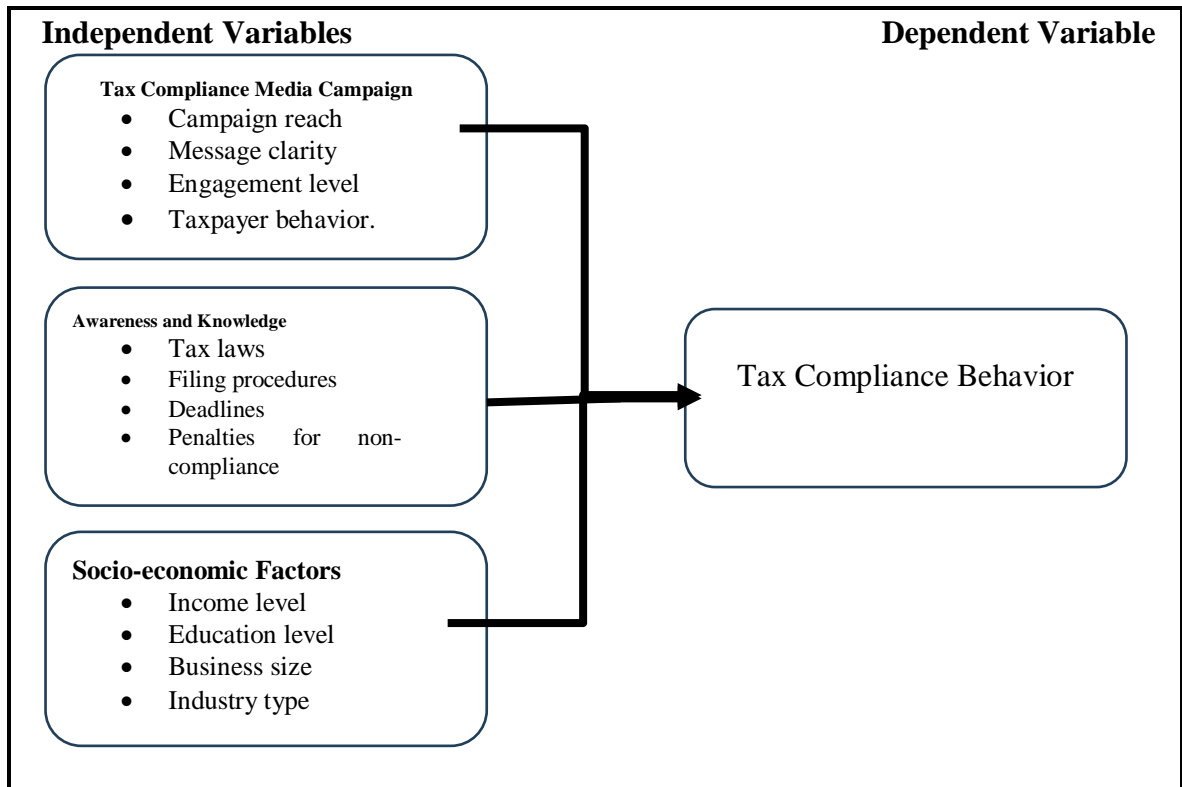 Independent Variables
Dependent Variable
Tax Compliance Media Campaign
• Campaign reach
• Message clarity
• Engagement level
• Taxpayer behavior.
Awareness and Knowledge
• Tax laws
• Filing procedures
• Deadlines
• Penalties for non-
compliance
Tax Compliance Behavior
Socio-economic Factors
• Income level
• Education level
• Business size
• Industry type